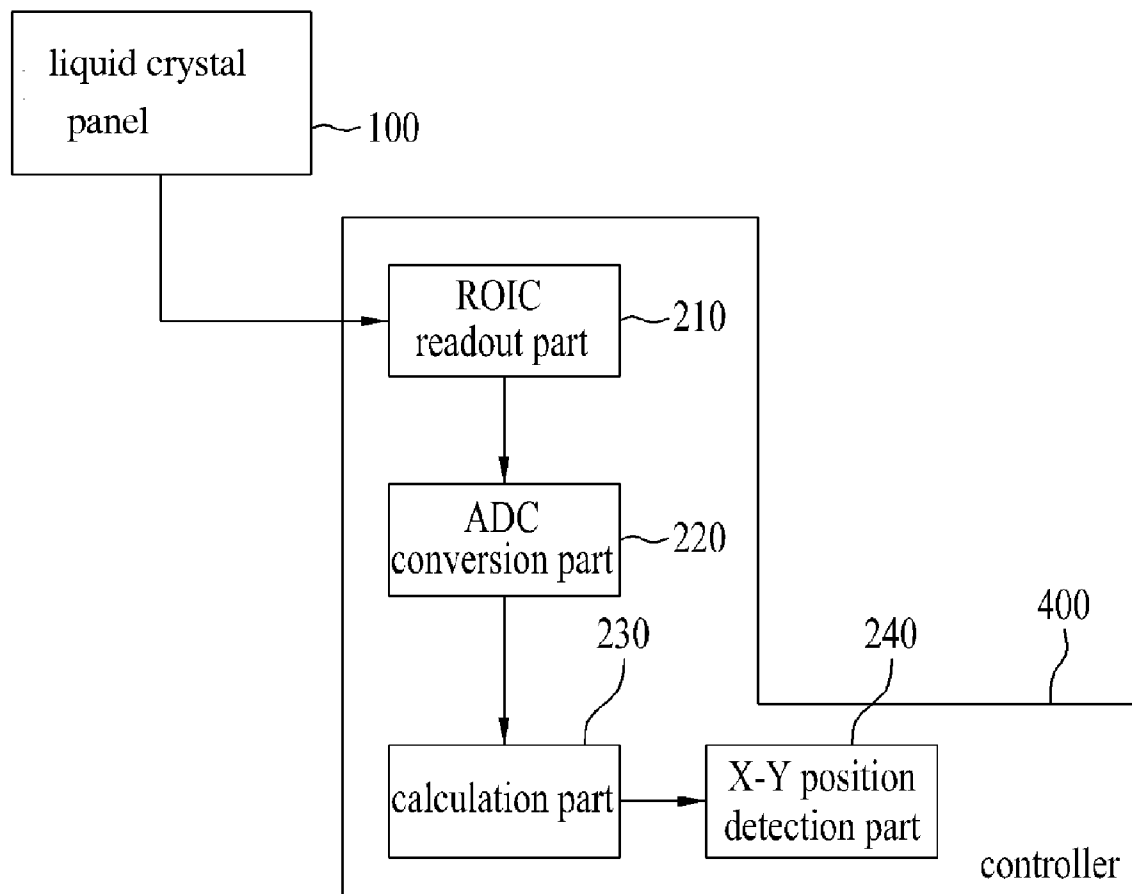 liquid crystal
panel
100
ROIC
readout part
210
ADC
conversion part
220
230
240
400
calculation part
X-Y position
detection part
controller